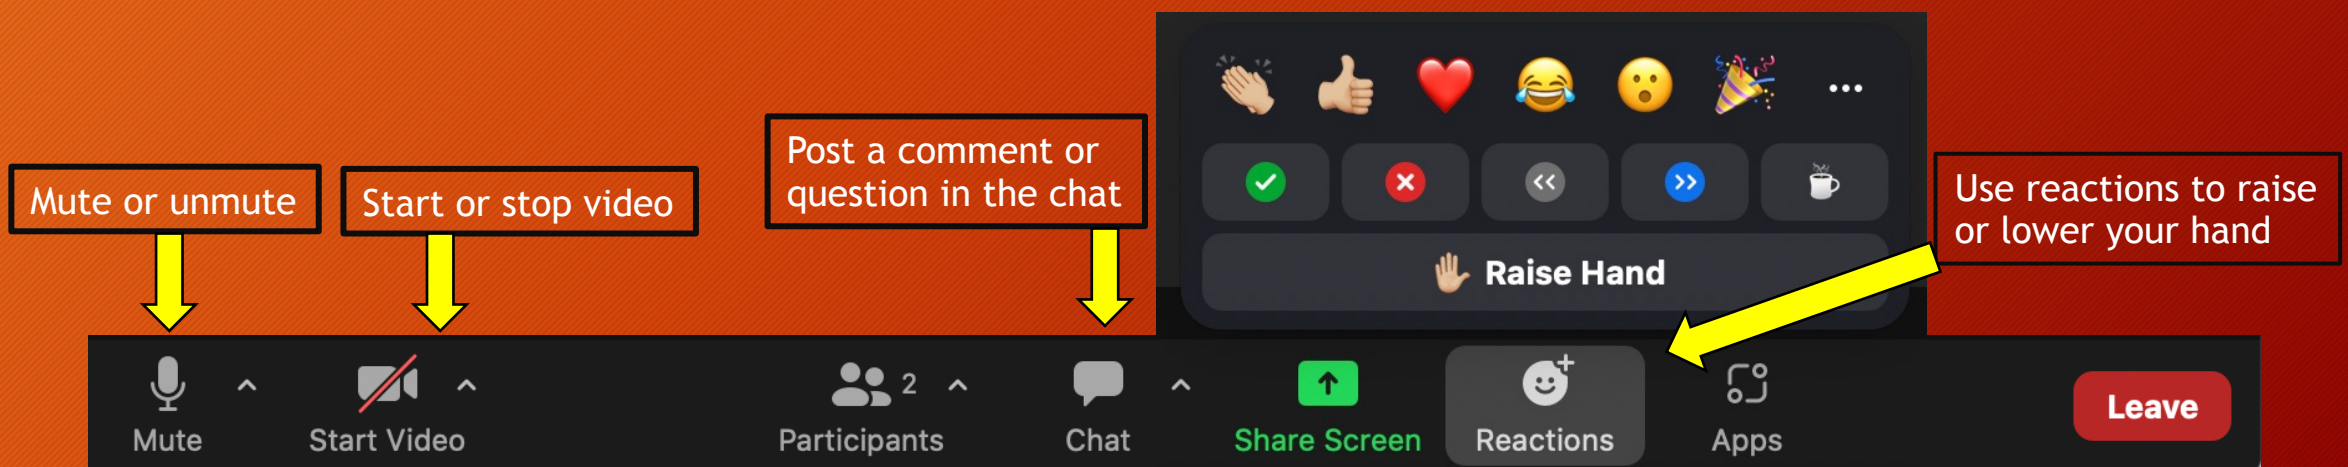 Mute or unmute
Start or stop video
Post a comment or
question in the chat
Use reactions to raise
or lower your hand
Raise Hand
Mute
Start Video
2
Participants
Chat
Share Screen
Reactions
Apps
Leave